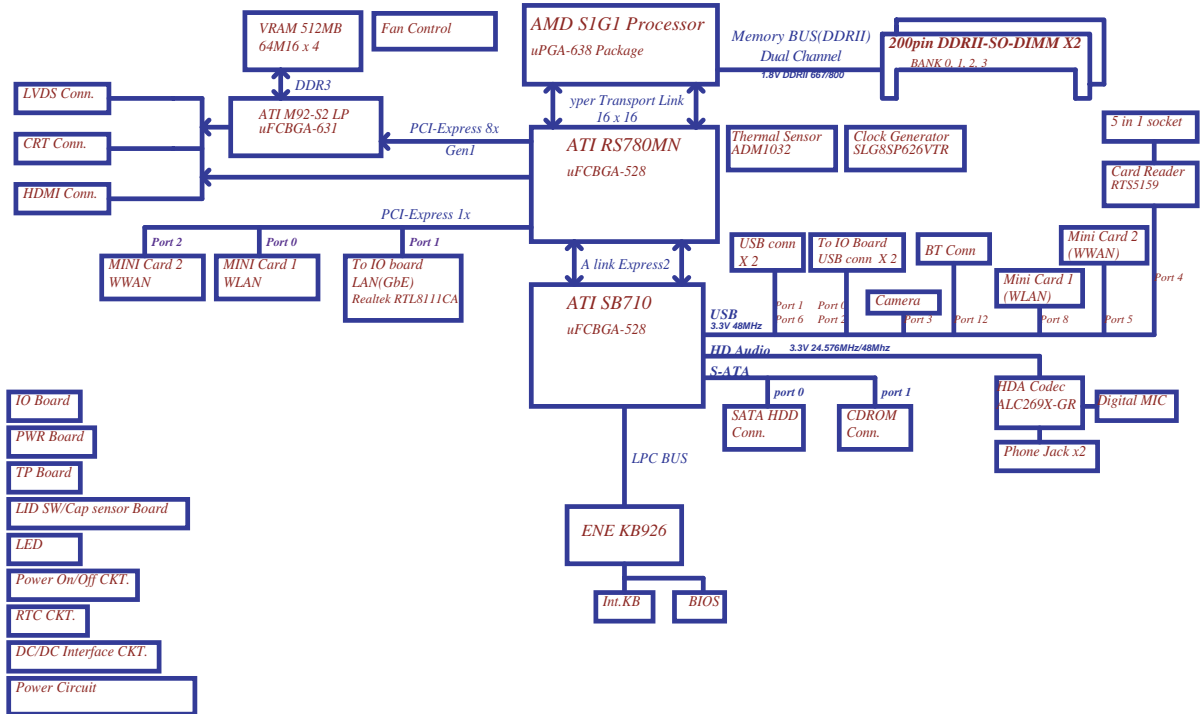 VRAM 512MB
64M16 x 4
Fan Control
AMD S1G1 Processor
uPGA-638 Package
Memory BUS(DDRII)
Dual Channel
1.8V DDRII 667/800
200pin DDRII-SO-DIMM X2
BANK 0, 1, 2, 3
DDR3
LVDS Conn.
ATI M92-S2 LP
uFCBGA-631
yper Transport Link
16 x 16
CRT Conn.
HDMI Conn.
PCI-Express 8x
Gen1
ATI RS780MN
uFCBGA-528
Thermal Sensor
ADM1032
Clock Generator
SLG8SP626VTR
5 in 1 socket
Card Reader
RTS5159
PCI-Express 1x
Port 2
Port 0
Port 1
MINI Card 2
WWAN
MINI Card 1
WLAN
To IO board
LAN(GbE)
Realtek RTL8111CA
A link Express2
USB conn
X 2
To IO Board
USB conn X 2
BT Conn
Mini Card 2
(WWAN)
Camera
Mini Card 1
(WLAN)
Port 4
ATI SB710
uFCBGA-528
USB
3.3V 48MHz
Port 1
Port 6
Port 0
Port 2
Port 3
Port 12
Port 8
Port 5
HD Audio
3.3V 24.576MHz/48Mhz
S-ATA
port 0
port 1
SATA HDD
Conn.
CDROM
Conn.
HDA Codec
ALC269X-GR
Digital MIC
Phone Jack x2
LPC BUS
ENE KB926
Int.KB
BIOS
IO Board
PWR Board
TP Board
LID SW/Cap sensor Board
LED
Power On/Off CKT.
RTC CKT.
DC/DC Interface CKT.
Power Circuit